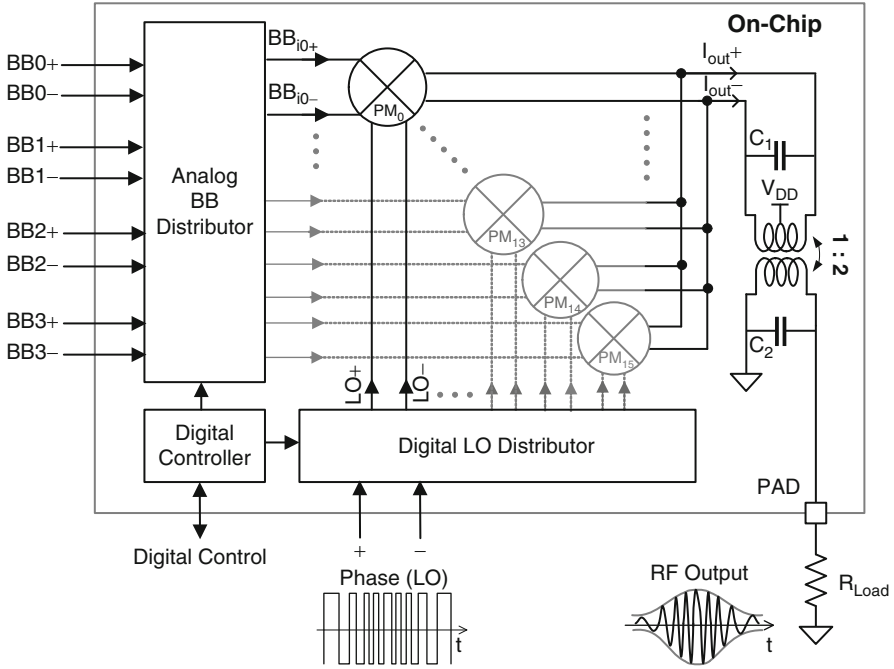 On-Chip
BB0+
BB0−
BB1+
BB1−
BB2+
BB2−
BB3+
BB3−
Analog
BB
Distributor
BBi0+
BBi0−
PM0
PM13
PM14
PM15
Iout+
Iout−
C1
VDD
1 : 2
C2
LO+
LO−
Digital
Controller
Digital LO Distributor
PAD
Digital Control
+
−
Phase (LO)
t
RF Output
t
RLoad